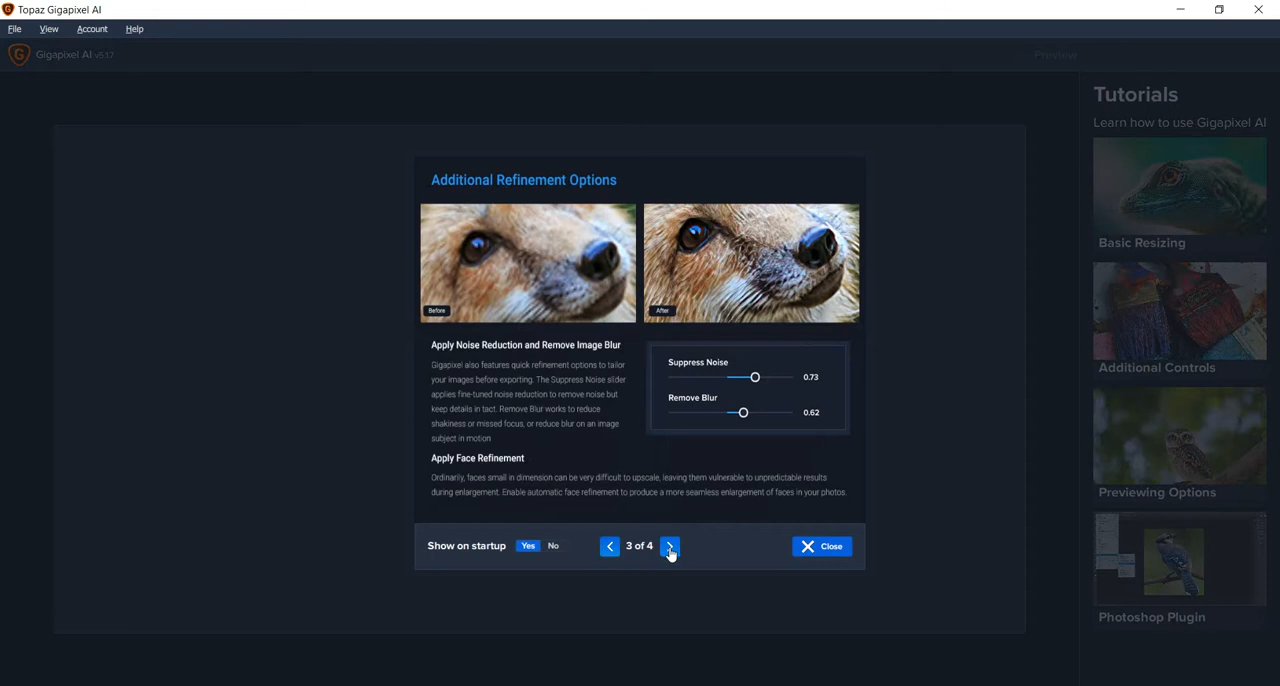 Topaz Gigapixel AI
File View Account Help
Gigapixel AI v5.1.7
Preview
Tutorials
Learn how to use Gigapixel AI
Basic Resizing
Additional Controls
Previewing Options
Photoshop Plugin
Additional Refinement Options
Before
After
Apply Noise Reduction and Remove Image Blur
Gigapixel also features quick refinement options to tailor
your images before exporting. The Suppress Noise slider
applies fine-tuned noise reduction to remove noise but
keep details in tact. Remove Blur works to reduce
shakiness or missed focus, or reduce blur on an image
subject in motion
Suppress Noise
0.73
Remove Blur
0.62
Apply Face Refinement
Ordinarily, faces small in dimension can be very difficult to upscale, leaving them vulnerable to unpredictable results
during enlargement. Enable automatic face refinement to produce a more seamless enlargement of faces in your photos.
Show on startup Yes No
3 of 4
Close